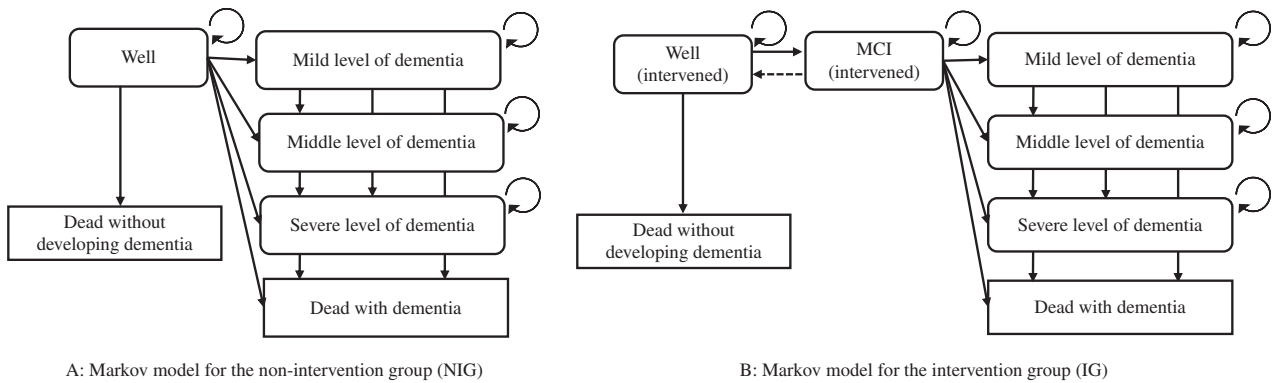 Well
Mild level of dementia
Middle level of dementia
Severe level of dementia
Dead without
developing dementia
Dead with dementia
A: Markov model for the non-intervention group (NIG)
Well
(intervened)
MCI
(intervened)
Mild level of dementia
Middle level of dementia
Severe level of dementia
Dead without
developing dementia
Dead with dementia
B: Markov model for the intervention group (IG)